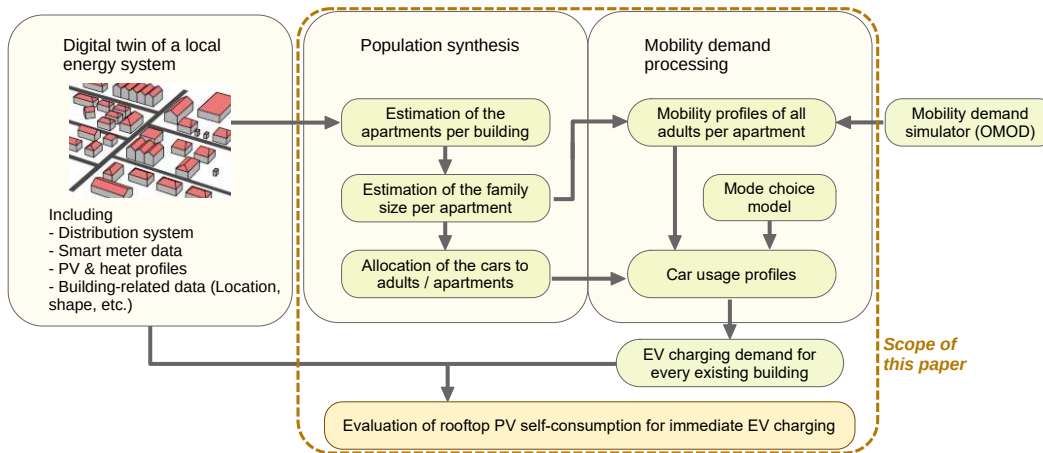 Digital twin of a local
energy system
Including
- Distribution system
- Smart meter data
- PV & heat profiles
- Building-related data (Location,
shape, etc.)
Population synthesis
Estimation of the
apartments per building
Estimation of the family
size per apartment
Allocation of the cars to
adults / apartments
Mobility demand
processing
Mobility profiles of all
adults per apartment
Mode choice
model
Car usage profiles
Mobility demand
simulator (OMOD)
EV charging demand for
every existing building
Scope of
this paper
Evaluation of rooftop PV self-consumption for immediate EV charging